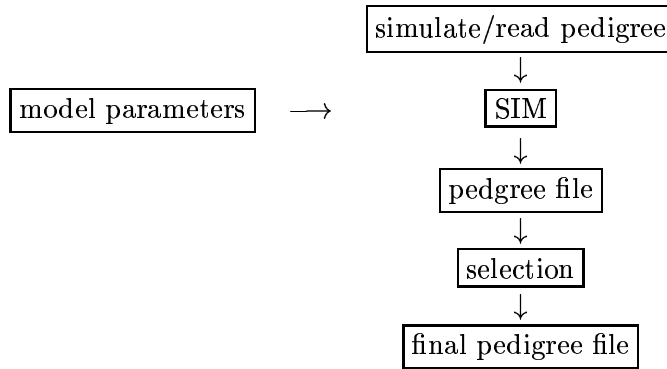 simulate/read pedigree
model parameters
SIM
pedgree file
selection
final pedigree file